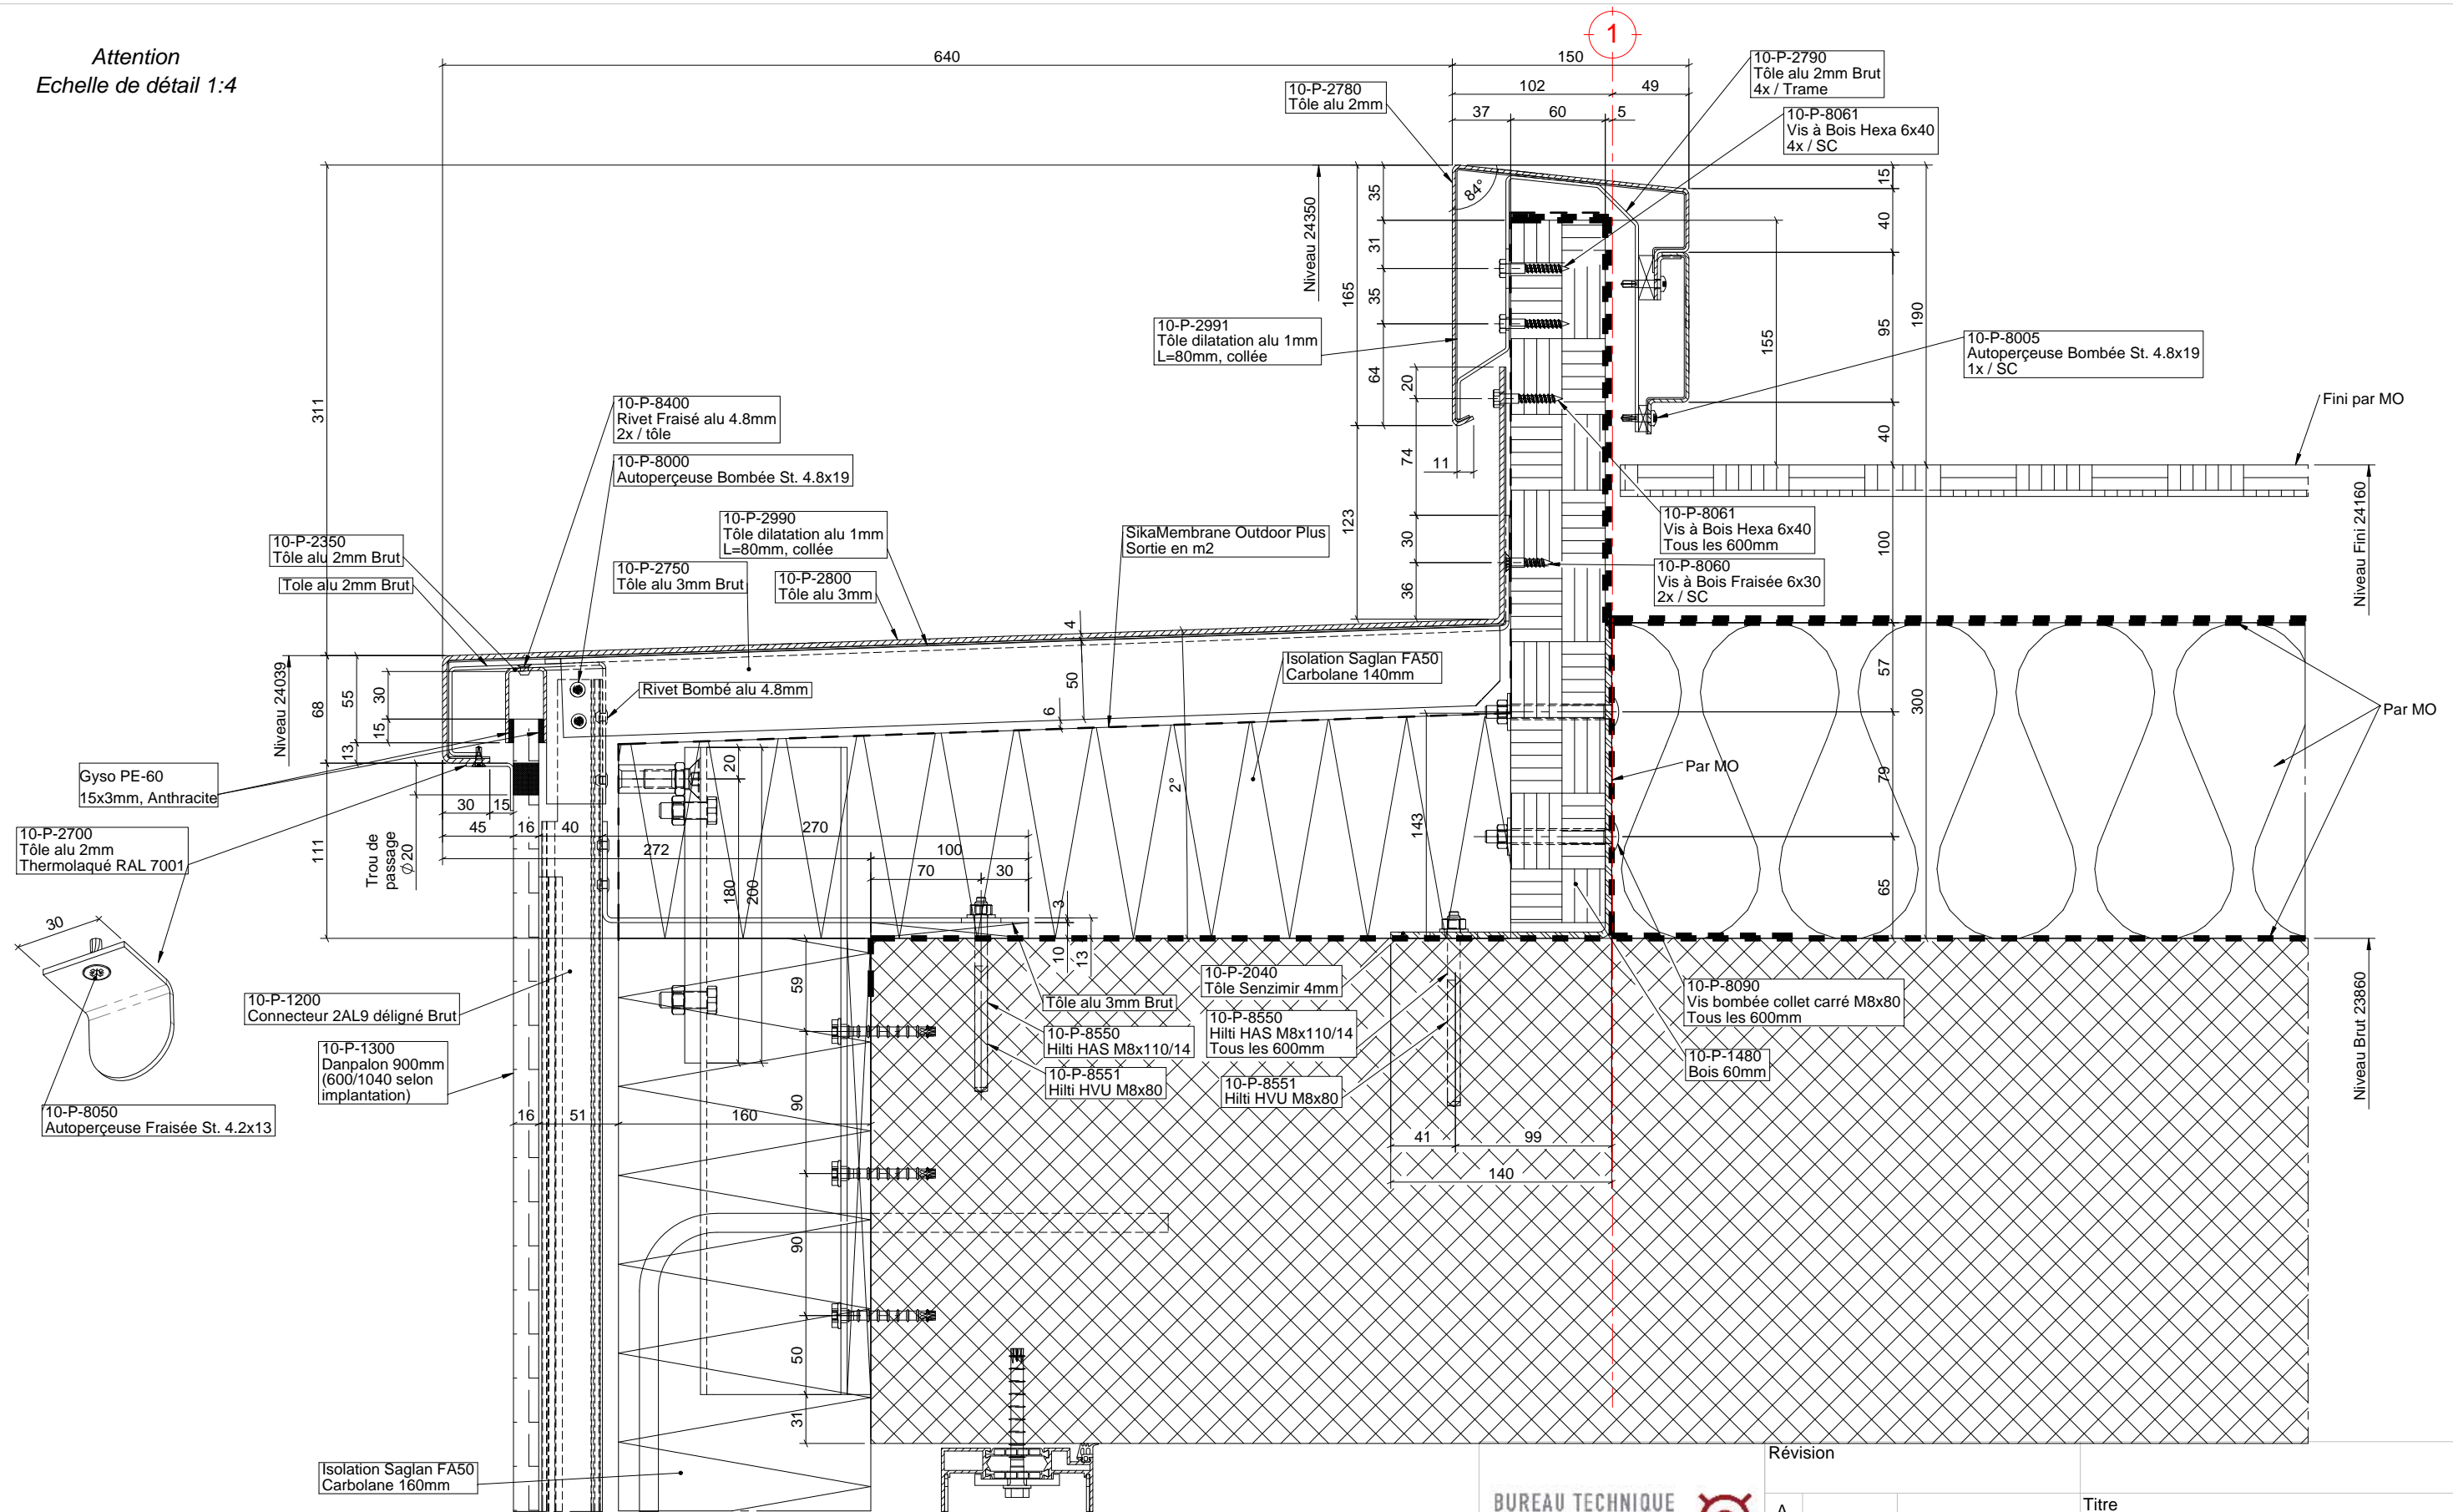 Attention
Echelle de détail 1:4
1
640
150
102
49
37
60
5
10-P-2780
Tôle alu 2mm
10-P-2790
Tôle alu 2mm Brut
4x / Trame
10-P-8061
Vis à Bois Hexa 6x40
4x / SC
84°
Niveau 24350
35
31
35
64
165
123
20
74
30
36
11
15
40
95
40
190
155
100
57
79
65
300
311
10-P-2991
Tôle dilatation alu 1mm
L=80mm, collée
10-P-8005
Autoperçeuse Bombée St. 4.8x19
1x / SC
Fini par MO
Niveau Fini 24160
10-P-8400
Rivet Fraisé alu 4.8mm
2x / tôle
10-P-8000
Autoperçeuse Bombée St. 4.8x19
10-P-2990
Tôle dilatation alu 1mm
L=80mm, collée
SikaMembrane Outdoor Plus
Sortie en m2
10-P-8061
Vis à Bois Hexa 6x40
Tous les 600mm
10-P-8060
Vis à Bois Fraisée 6x30
2x / SC
10-P-2350
Tôle alu 2mm Brut
Tole alu 2mm Brut
10-P-2750
Tôle alu 3mm Brut
10-P-2800
Tôle alu 3mm
4
50
6
2°
Niveau 24039
68
55
13
30
15
111
Rivet Bombé alu 4.8mm
Isolation Saglan FA50
Carbolane 140mm
Par MO
Par MO
Gyso PE-60
15x3mm, Anthracite
30
15
45
16
40
270
272
100
70
30
20
180
200
143
3
10
13
Trou de
passage
Ø20
10-P-2700
Tôle alu 2mm
Thermolaqué RAL 7001
30
10-P-8050
Autoperçeuse Fraisée St. 4.2x13
10-P-1200
Connecteur 2AL9 déligné Brut
10-P-1300
Danpalon 900mm
(600/1040 selon
implantation)
16
51
160
59
90
90
50
31
Tôle alu 3mm Brut
10-P-8550
Hilti HAS M8x110/14
10-P-8551
Hilti HVU M8x80
10-P-2040
Tôle Senzimir 4mm
10-P-8550
Hilti HAS M8x110/14
Tous les 600mm
10-P-8551
Hilti HVU M8x80
10-P-8090
Vis bombée collet carré M8x80
Tous les 600mm
10-P-1480
Bois 60mm
Niveau Brut 23860
41
99
140
Isolation Saglan FA50
Carbolane 160mm
BUREAU TECHNIQUE
Révision
A
Titre